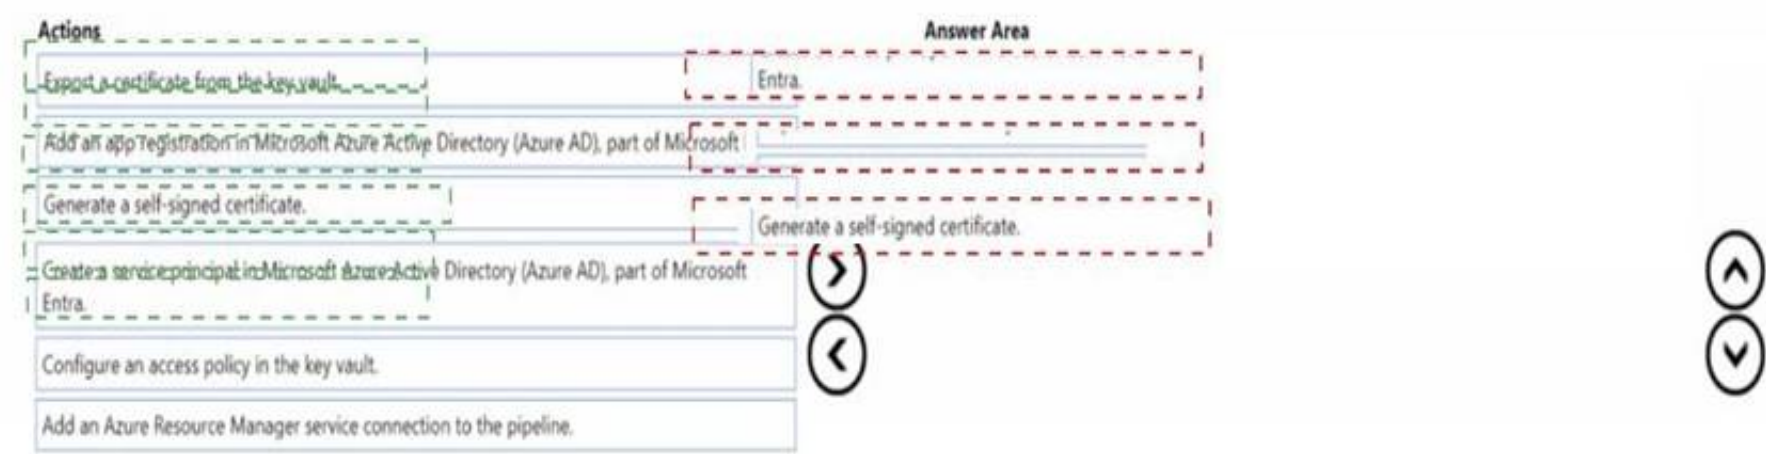 Actions
Answer Area
Export a certificate from the key vault.
Entra.
Add an app registration in Microsoft Azure Active Directory (Azure AD), part of Microsoft
Generate a self-signed certificate.
Generate a self-signed certificate.
Create a service principal in Microsoft Azure Active Directory (Azure AD), part of Microsoft
Entra.
Configure an access policy in the key vault.
Add an Azure Resource Manager service connection to the pipeline.